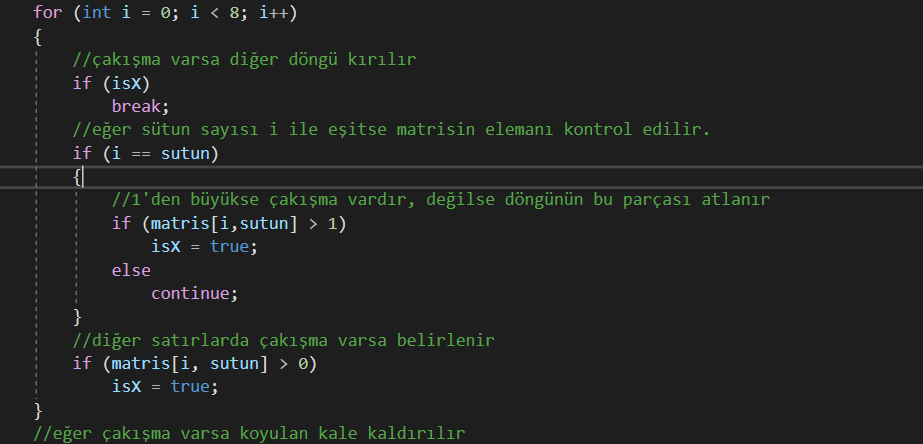 for (int i = 0; i < 8; i++)
{
//çakışma varsa diğer döngü kırılır
if (isX)
break;
//eğer sütun sayısı i ile eşitse matrisin elemanı kontrol edilir.
if (i == sutun)
{
//1'den büyükse çakışma vardır, değilse döngünün bu parçası atlanır
if (matris[i,sutun] > 1)
isX = true;
else
continue;
}
//diğer satırlarda çakışma varsa belirlenir
if (matris[i, sutun] > 0)
isX = true;
}
//eğer çakışma varsa koyulan kale kaldırılır